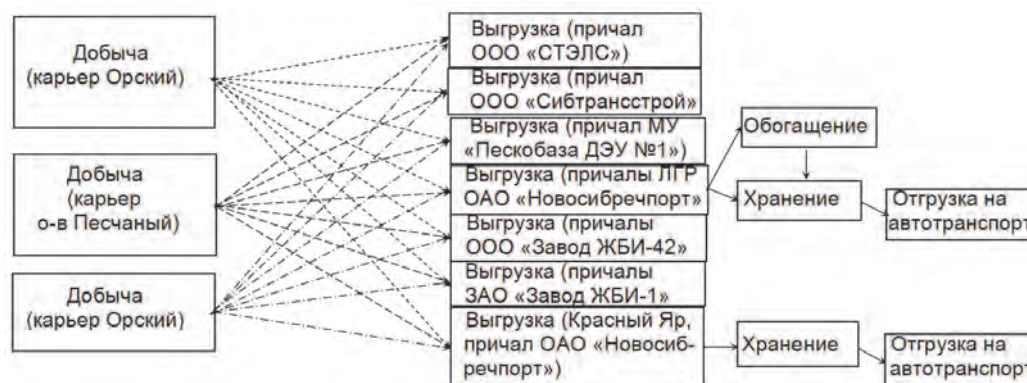 Добыча
(карьер Орский)
Добыча
(карьер
о-в Песчаный)
Добыча
(карьер Орский)
Выгрузка (причал
ООО «СТЭЛС»)
Выгрузка (причал
ООО «Сибтрансстрой»
Выгрузка (причал МУ
«Пескобаза ДЭУ №1»)
Выгрузка (причалы ЛГР
ОАО «Новосибречпорт»
Выгрузка (причалы
ООО «Завод ЖБИ-42»
Выгрузка (причалы
ЗАО «Завод ЖБИ-1»
Выгрузка (Красный Яр,
причал ОАО «Новосиб-
речпорт»)
Обогащение
Хранение
Отгрузка на
автотранспорт
Хранение
Отгрузка на
автотранспорт